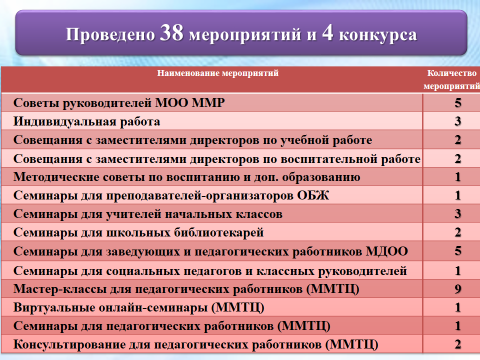 Проведено 38 мероприятий и 4 конкурса
Наименование мероприятий Количество
мероприятий
Советы руководителей МОО ММР 5
Индивидуальная работа 3
Совещания с заместителями директоров по учебной работе 2
Совещания с заместителями директоров по воспитательной работе 2
Методические советы по воспитанию и доп. образованию 1
Семинары для преподавателей-организаторов ОБЖ 1
Семинары для учителей начальных классов 3
Семинары для школьных библиотекарей 2
Семинары для заведующих и педагогических работников МДОО 5
Семинары для социальных педагогов и классных руководителей 1
Мастер-классы для педагогических работников (ММТЦ) 9
Виртуальные онлайн-семинары (ММТЦ) 1
Семинары для педагогических работников (ММТЦ) 1
Консультирование для педагогических работников (ММТЦ) 2